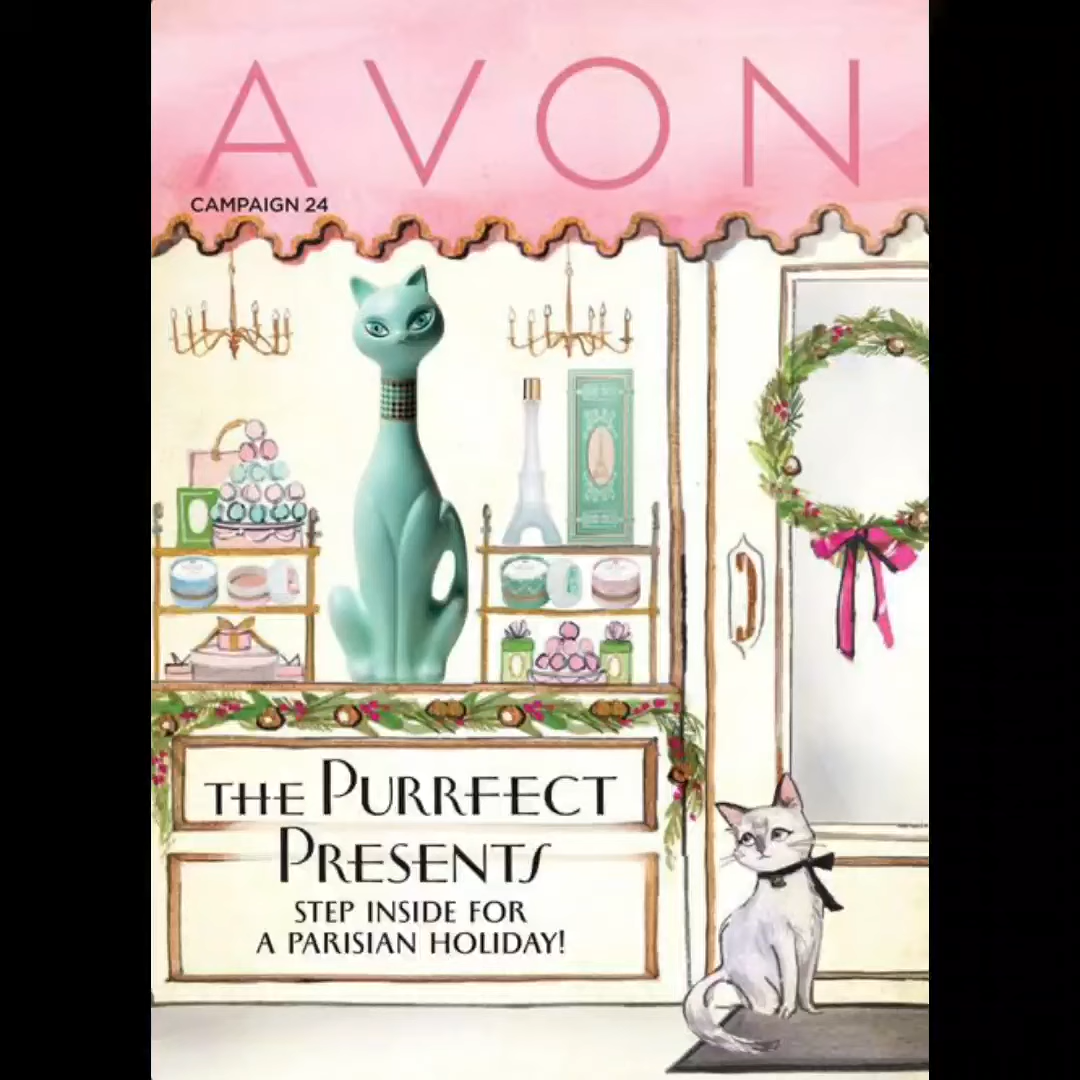 AVON
CAMPAIGN 24
THE PURRFECT
PRESENTS
STEP INSIDE FOR
A PARISIAN HOLIDAY!